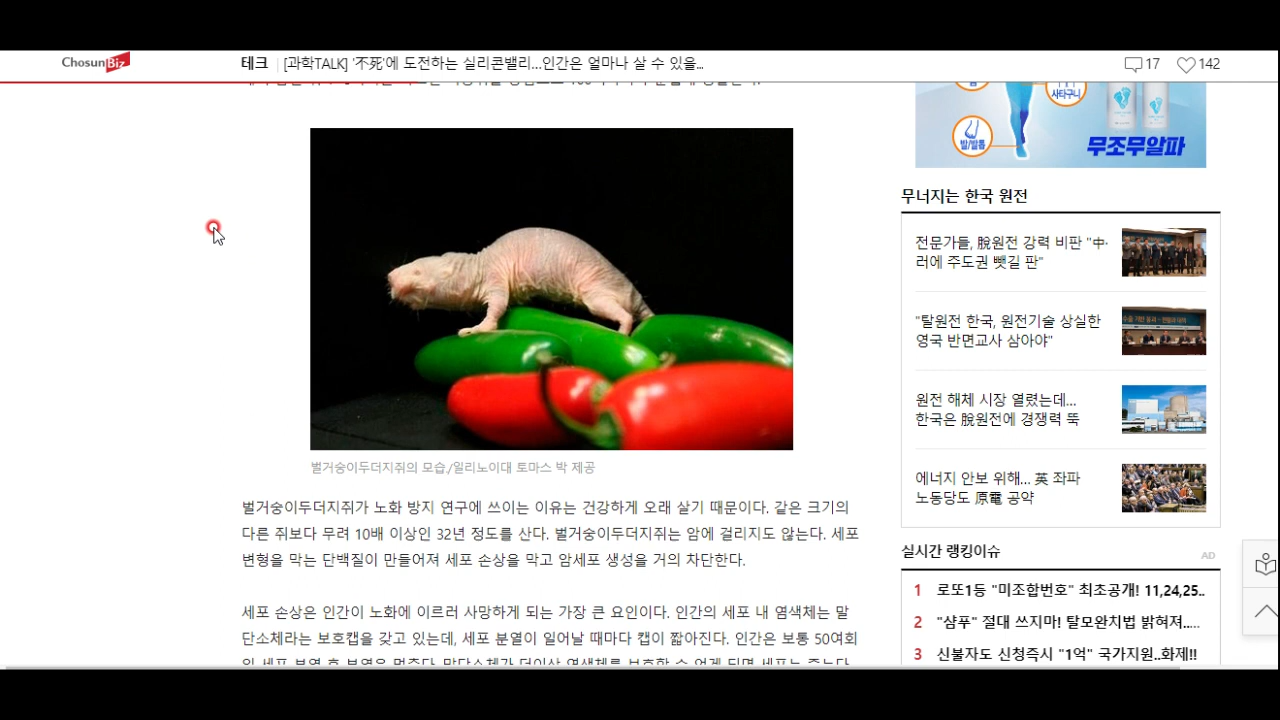 ChosunBiz
테크
[과학TALK] '不死'에 도전하는 실리콘밸리...인간은 얼마나 살 수 있을...
17
142
사타구니
발/발톱
무조무알파
벌거숭이두더지쥐의 모습./일리노이대 토마스 박 제공
벌거숭이두더지쥐가 노화 방지 연구에 쓰이는 이유는 건강하게 오래 살기 때문이다. 같은 크기의
다른 쥐보다 무려 10배 이상인 32년 정도를 산다. 벌거숭이두더지쥐는 암에 걸리지도 않는다. 세포
변형을 막는 단백질이 만들어져 세포 손상을 막고 암세포 생성을 거의 차단한다.
세포 손상은 인간이 노화에 이르러 사망하게 되는 가장 큰 요인이다. 인간의 세포 내 염색체는 말
단소체라는 보호캡을 갖고 있는데, 세포 분열이 일어날 때마다 캡이 짧아진다. 인간은 보통 50여회
무너지는 한국 원전
전문가들, 脫원전 강력 비판 "中·
러에 주도권 뺏길 판"
"탈원전 한국, 원전기술 상실한
영국 반면교사 삼아야"
원전 해체 시장 열렸는데...
한국은 脫원전에 경쟁력 뚝
에너지 안보 위해... 英 좌파
노동당도 原電 공약
실시간 랭킹이슈
AD
1 로또1등 "미조합번호" 최초공개! 11,24,25..
2 "샴푸" 절대 쓰지마! 탈모완치법 밝혀져.....
3 신불자도 신청즉시 "1억" 국가지원..화제!!